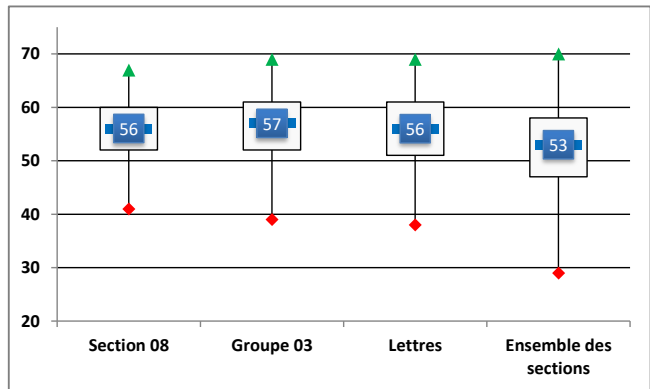 70
60
50
40
30
20
56
57
56
53
Section 08
Groupe 03
Lettres
Ensemble des
sections